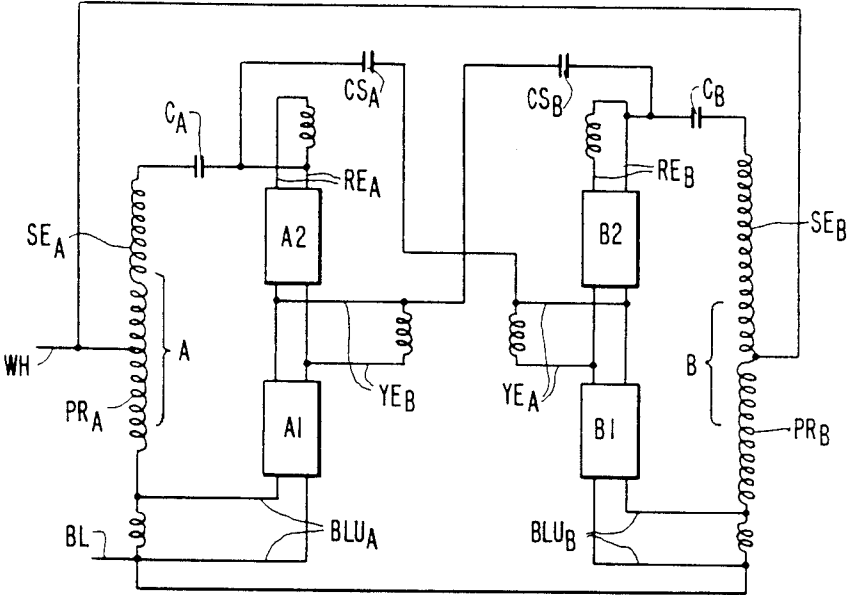 CS_A
CS_B
C_A
C_B
RE_A
RE_B
SE_A
A2
B2
SE_B
WH
A
B
PR_A
YE_B
YE_A
A1
B1
PR_B
BL
BLU_A
BLU_B